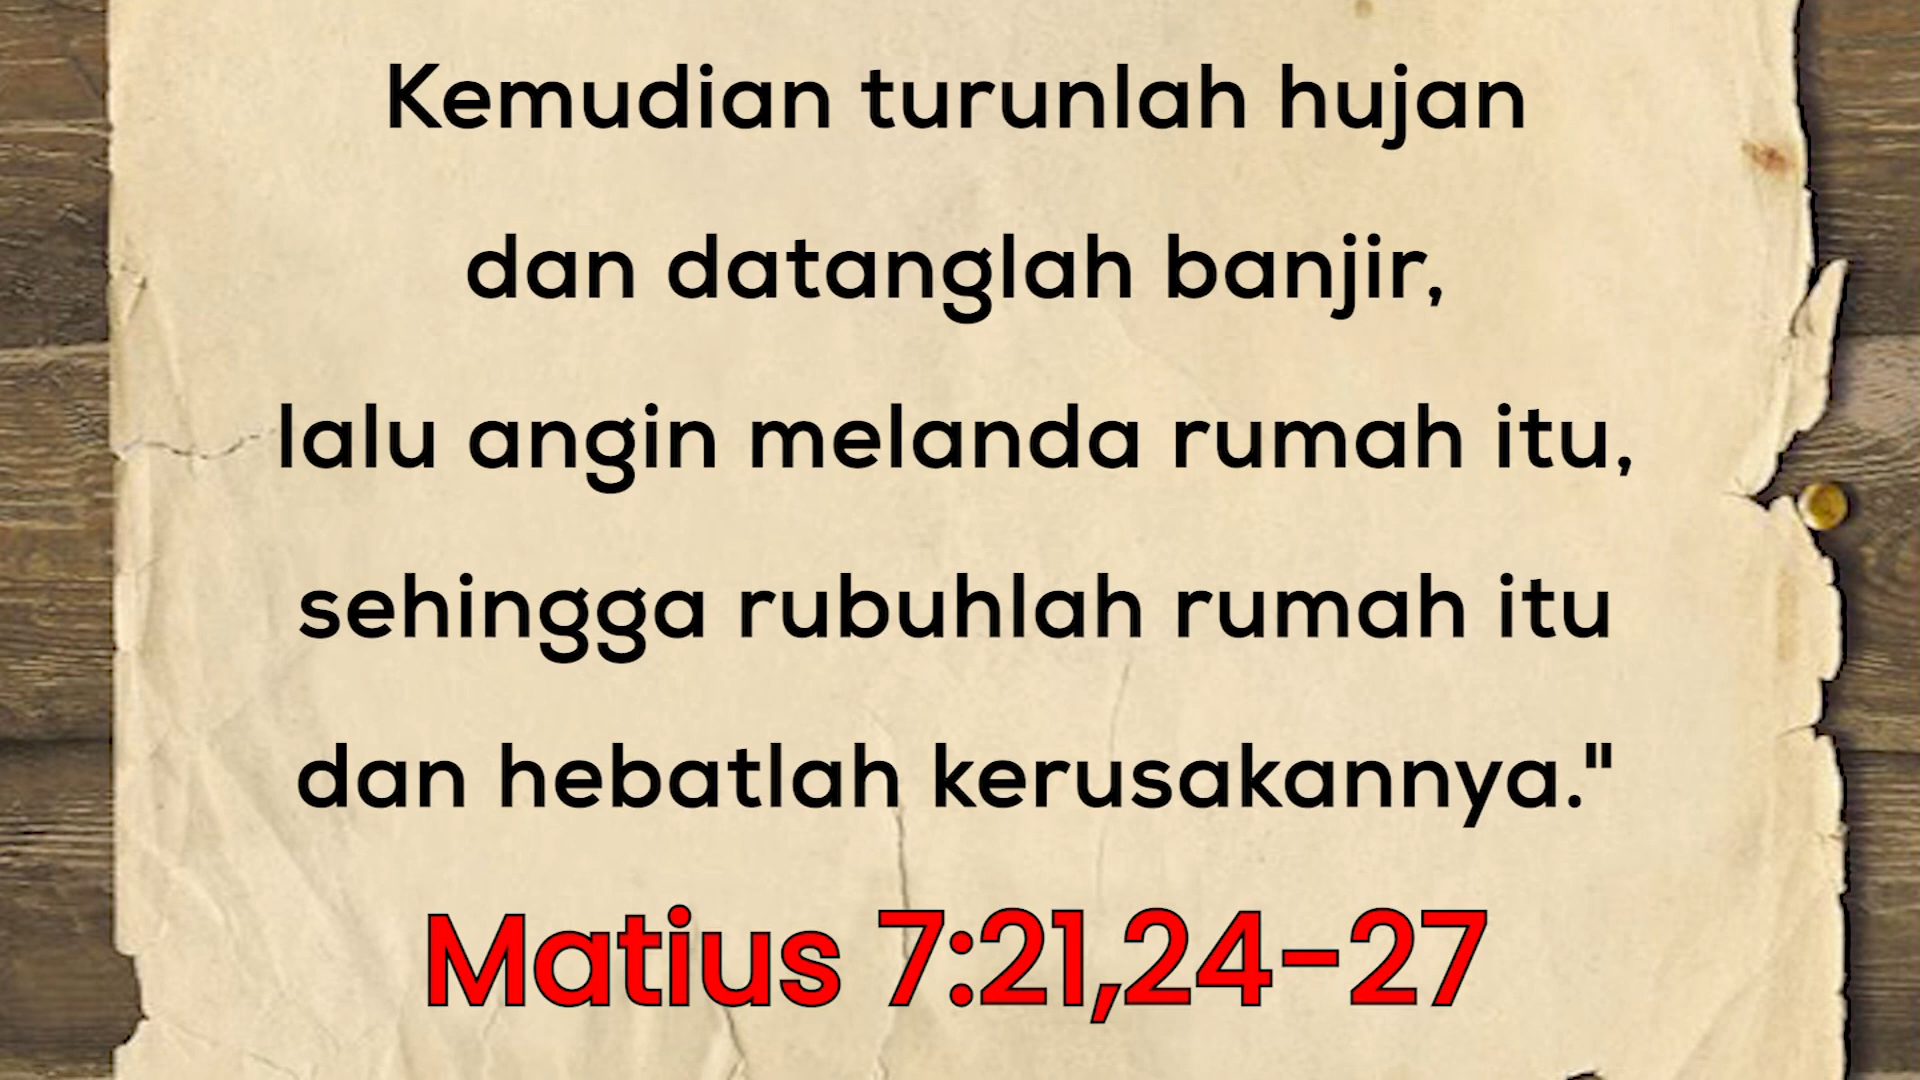 Kemudian turunlah hujan
dan datanglah banjir,
lalu angin melanda rumah itu,
sehingga rubuhlah rumah itu
dan hebatlah kerusakannya."
Matius 7:21,24-27